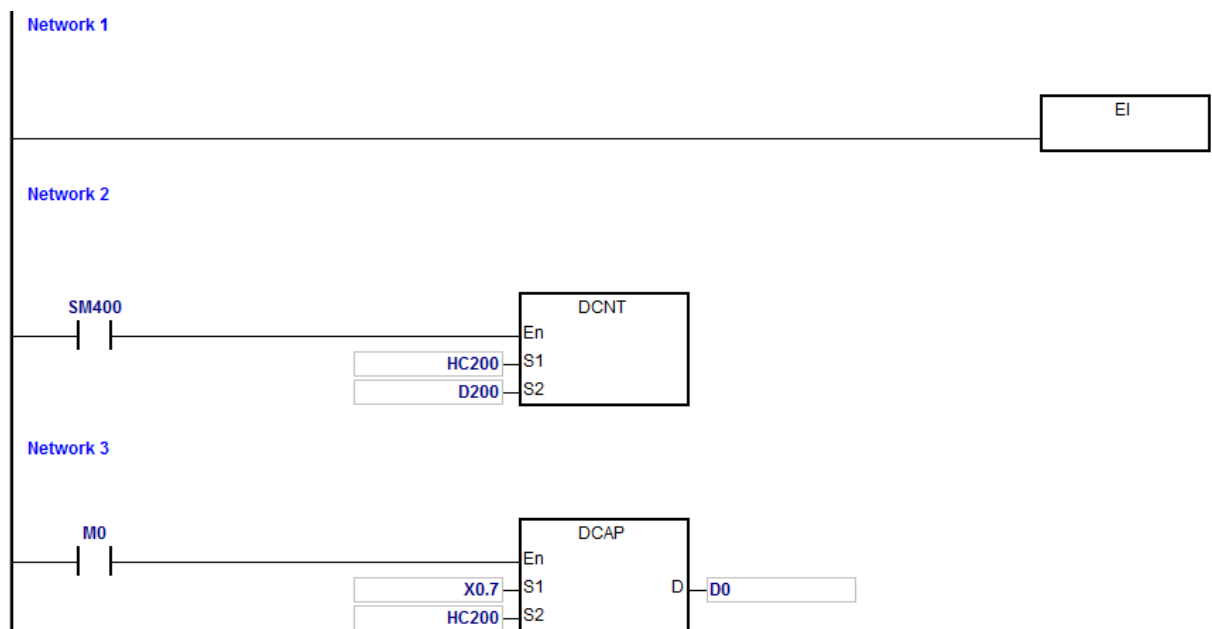 Network 1
EI
Network 2
SM400
DCNT
En
HC200 S1
D200 S2
Network 3
M0
DCAP
En
X0.7 S1 D D0
HC200 S2